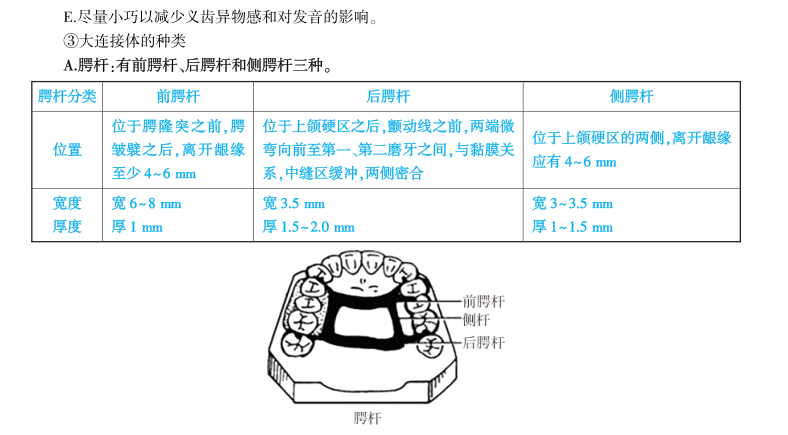 E.尽量小巧以减少义齿异物感和对发音的影响。
③大连接体的种类
A.腭杆:有前腭杆、后腭杆和侧腭杆三种。
腭杆分类 前腭杆 后腭杆 侧腭杆
位置
位于腭隆突之前,腭
皱襞之后,离开龈缘
至少 4~6 mm
位于上颌硬区之后,颤动线之前,两端微
弯向前至第一、第二磨牙之间,与黏膜关
系,中缝区缓冲,两侧密合
位于上颌硬区的两侧,离开龈缘
应有 4~6 mm
宽度
厚度
宽 6~8 mm
厚 1 mm
宽 3.5 mm
厚 1.5~2.0 mm
宽 3~3.5 mm
厚 1~1.5 mm
前腭杆
侧杆
后腭杆
腭杆